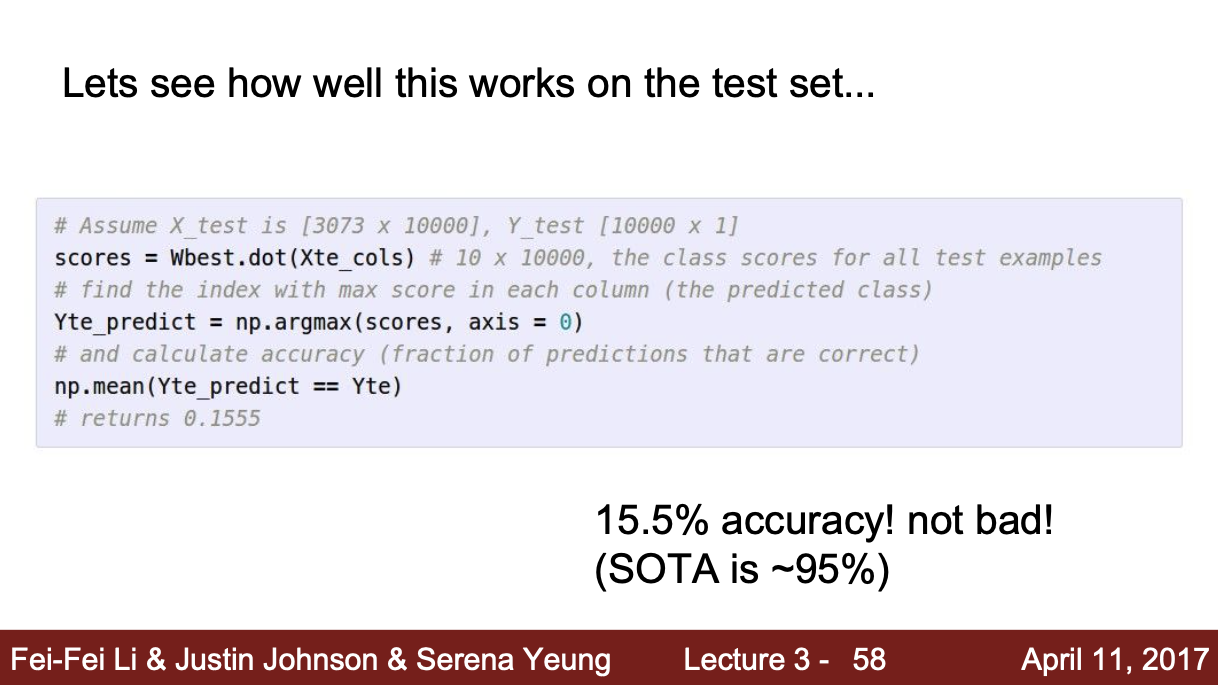 Lets see how well this works on the test set...
# Assume X_test is [3073 x 10000], Y_test [10000 x 1]
scores = Wbest.dot(Xte_cols) # 10 x 10000, the class scores for all test examples
# find the index with max score in each column (the predicted class)
Yte_predict = np.argmax(scores, axis = 0)
# and calculate accuracy (fraction of predictions that are correct)
np.mean(Yte_predict == Yte)
# returns 0.1555
15.5% accuracy! not bad!
(SOTA is ~95%)
Fei-Fei Li & Justin Johnson & Serena Yeung Lecture 3 - 58 April 11, 2017